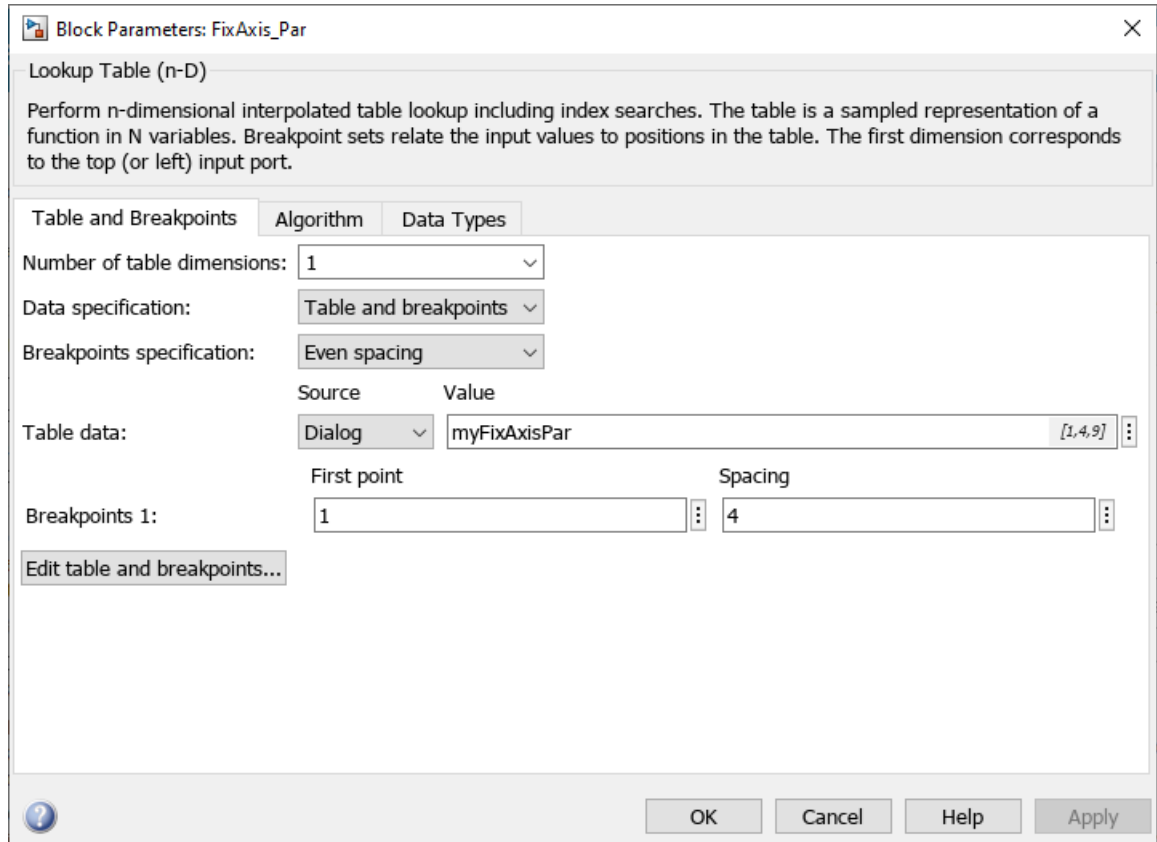 Block Parameters: FixAxis_Par
Lookup Table (n-D)
Perform n-dimensional interpolated table lookup including index searches. The table is a sampled representation of a
function in N variables. Breakpoint sets relate the input values to positions in the table. The first dimension corresponds
to the top (or left) input port.
Table and Breakpoints Algorithm Data Types
Number of table dimensions: 1
Data specification: Table and breakpoints
Breakpoints specification: Even spacing
Source Value
Table data: Dialog myFixAxisPar [1,4,9]
First point Spacing
Breakpoints 1: 1 4
Edit table and breakpoints...
OK Cancel Help Apply